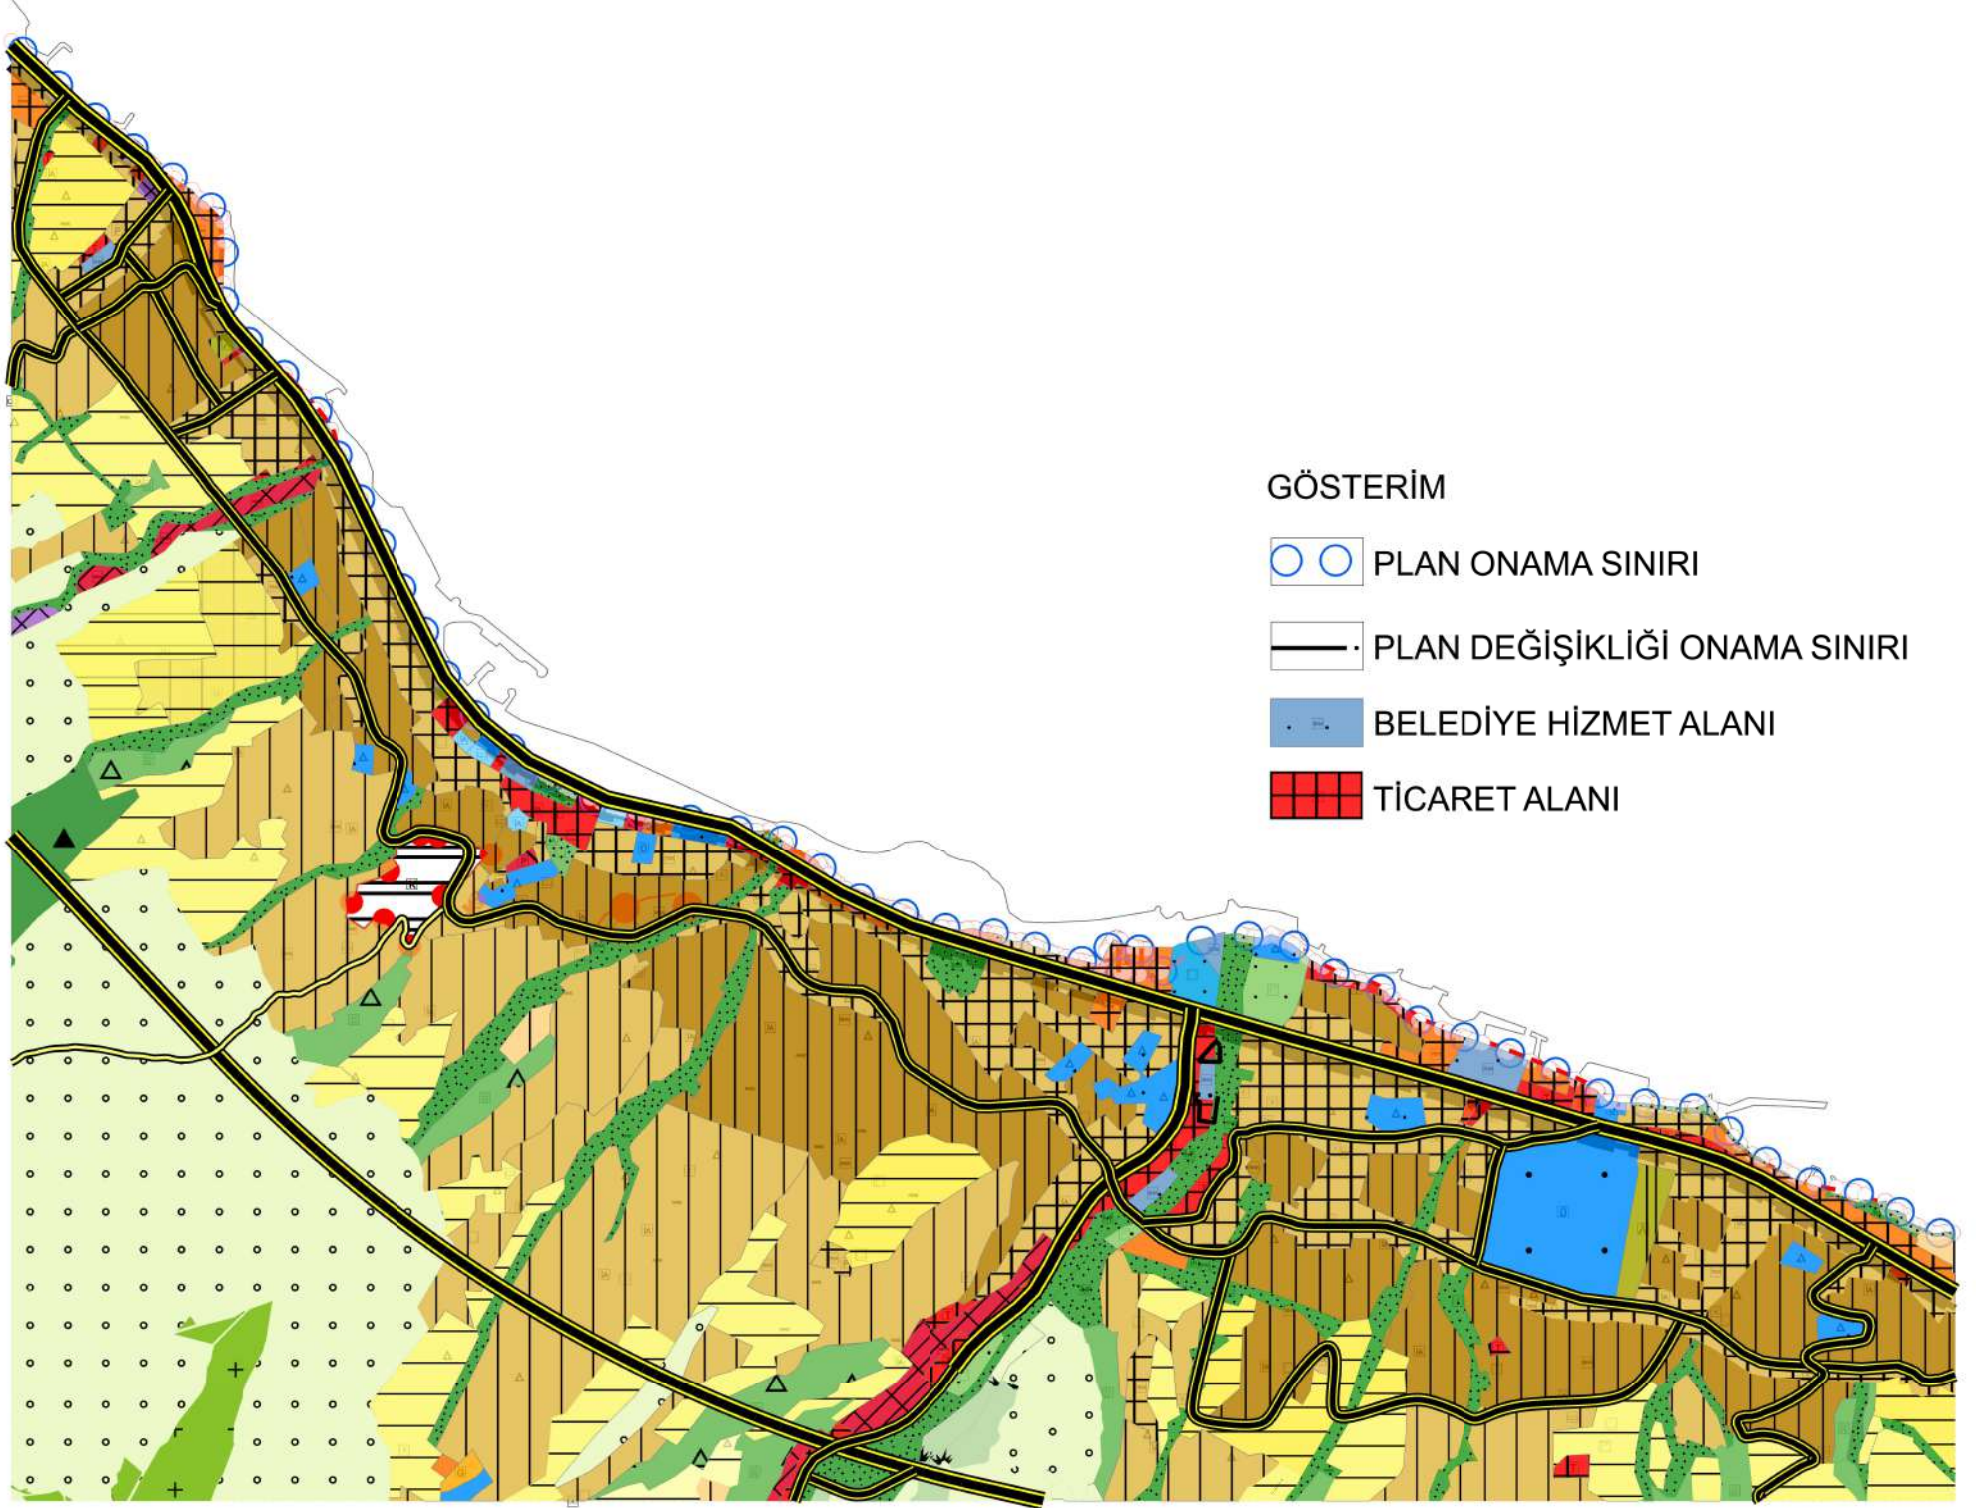 GÖSTERİM
PLAN ONAMA SINIRI
PLAN DEĞİŞİKLİĞİ ONAMA SINIRI
BELEDİYE HİZMET ALANI
TİCARET ALANI